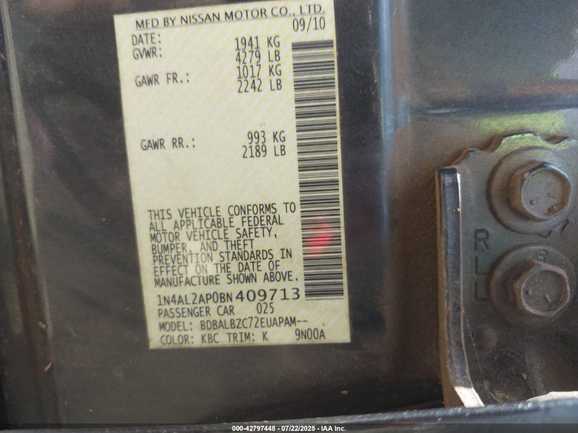 MFD BY NISSAN MOTOR CO., LTD.
DATE: 09/10
GVWR: 1941 KG
4279 LB
GAWR FR.: 1017 KG
2242 LB
GAWR RR.: 993 KG
2189 LB
THIS VEHICLE CONFORMS TO
ALL APPLICABLE FEDERAL
MOTOR VEHICLE SAFETY,
BUMPER, AND THEFT
PREVENTION STANDARDS IN
EFFECT ON THE DATE OF
MANUFACTURE SHOWN ABOVE.
1N4AL2AP0BN409713
PASSENGER CAR 025
MODEL: BDBALBZC72EUAPAM--
COLOR: KBC TRIM: K 9N00A
R
L
000-42797448 - 07/22/2025 - IAA Inc.